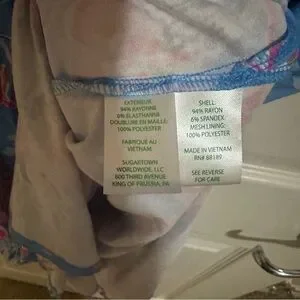 EXTERIEUR
94% RAYONNE
6% ELASTHANNE
DOUBLURE EN MAILLE:
100% POLYESTER
FABRIQUÉ AU
VIETNAM
SUGARTOWN
WORLDWIDE, LLC
800 THIRD AVENUE
KING OF PRUSSIA, PA
SHELL:
94% RAYON
6% SPANDEX
MESH LINING:
100% POLYESTER
MADE IN VIETNAM
RN# 88189
SEE REVERSE
FOR CARE